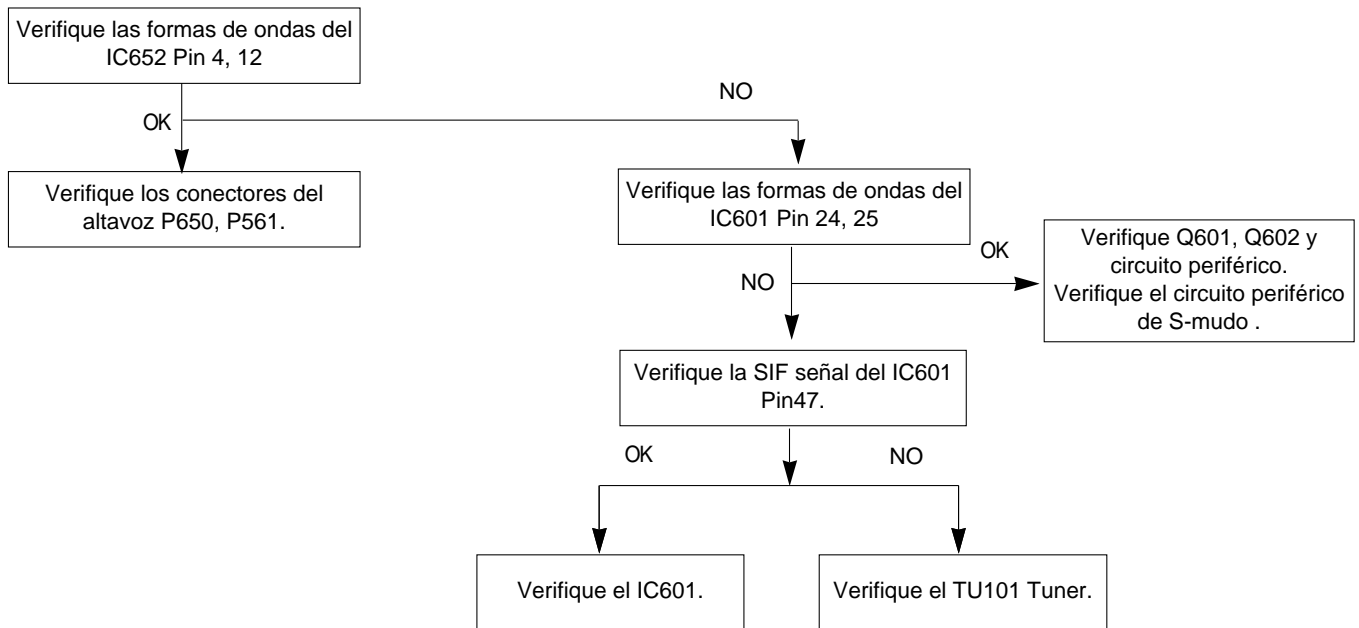 Verifique las formas de ondas del
IC652 Pin 4, 12
NO
OK
Verifique los conectores del
altavoz P650, P561.
Verifique las formas de ondas del
IC601 Pin 24, 25
OK
Verifique Q601, Q602 y
circuito periférico.
Verifique el circuito periférico
de S-mudo .
NO
Verifique la SIF señal del IC601
Pin47.
OK
NO
Verifique el IC601.
Verifique el TU101 Tuner.